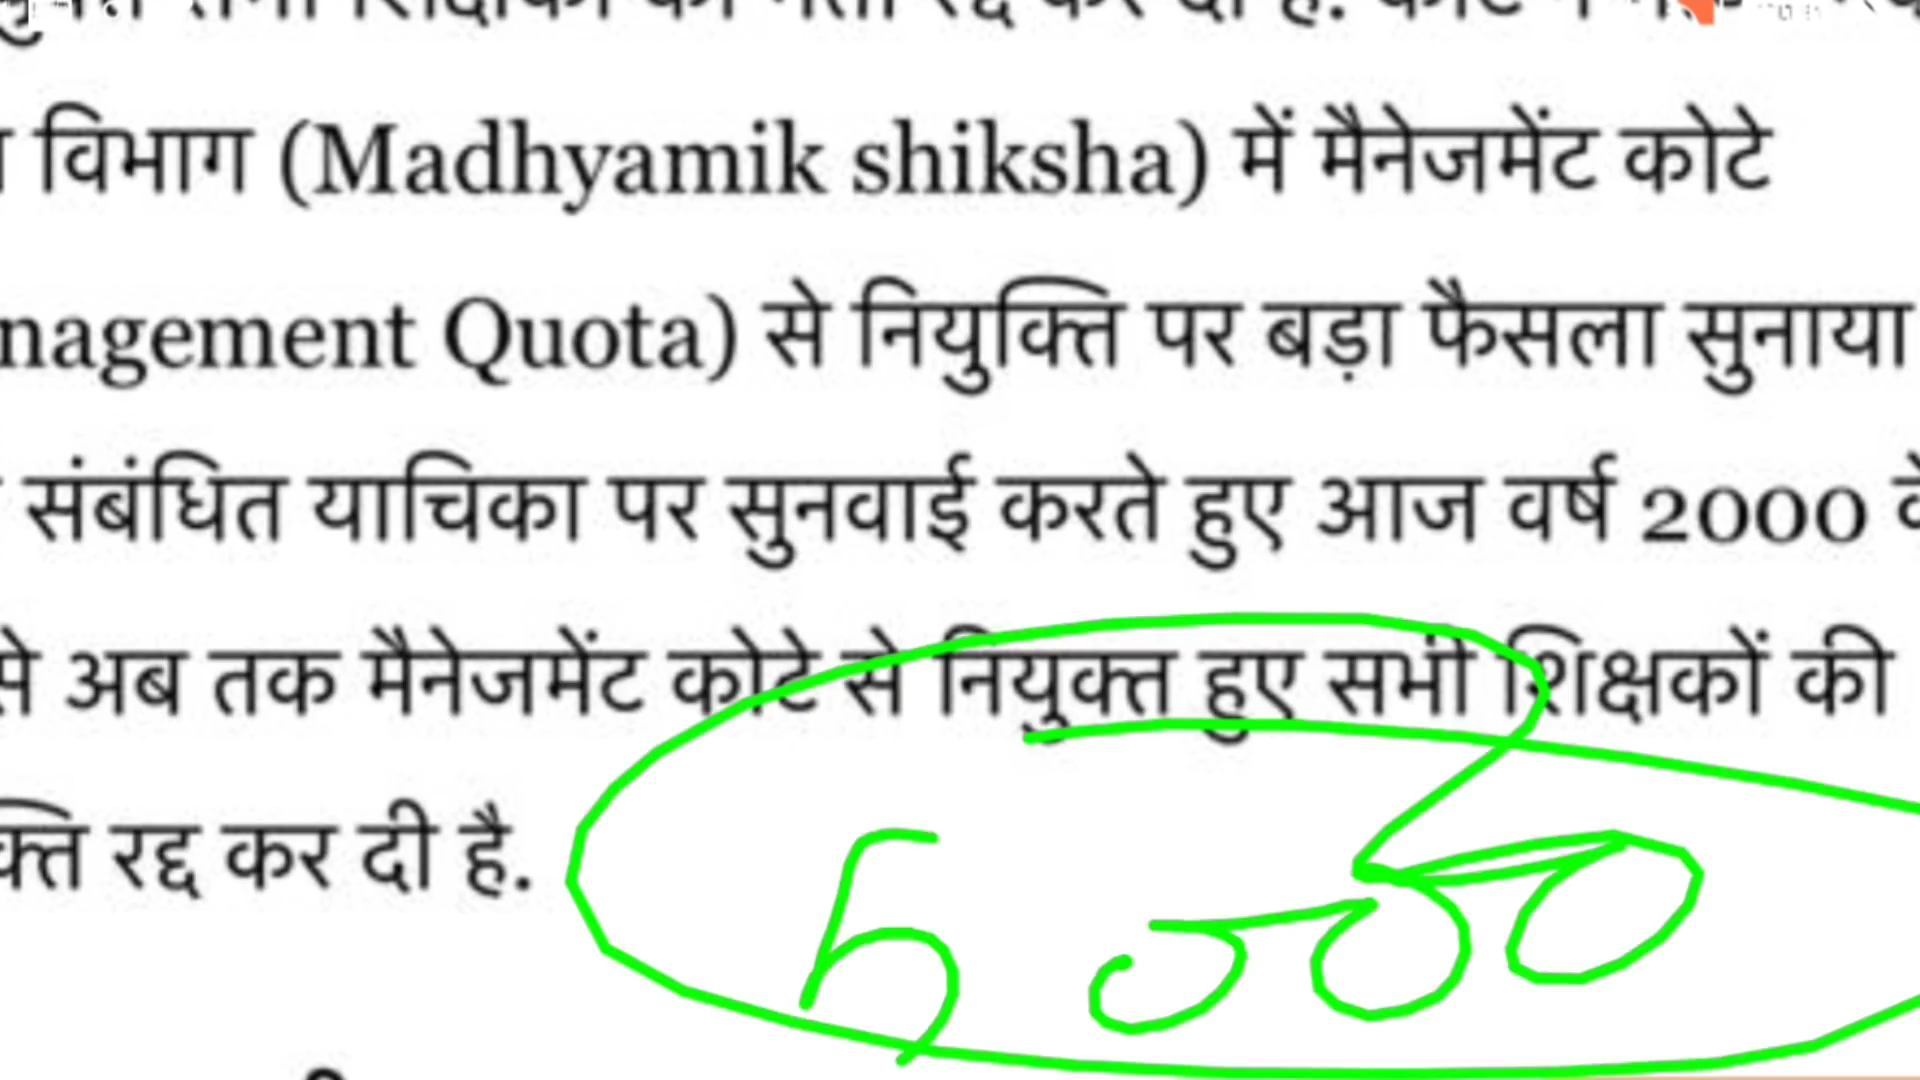 विभाग (Madhyamik shiksha) में मैनेजमेंट कोटे
nagement Quota) से नियुक्ति पर बड़ा फैसला सुनाया
संबंधित याचिका पर सुनवाई करते हुए आज वर्ष 2000
से अब तक मैनेजमेंट कोटे से नियुक्त हुए सभी शिक्षकों की
क्ति रद्द कर दी है.
5000